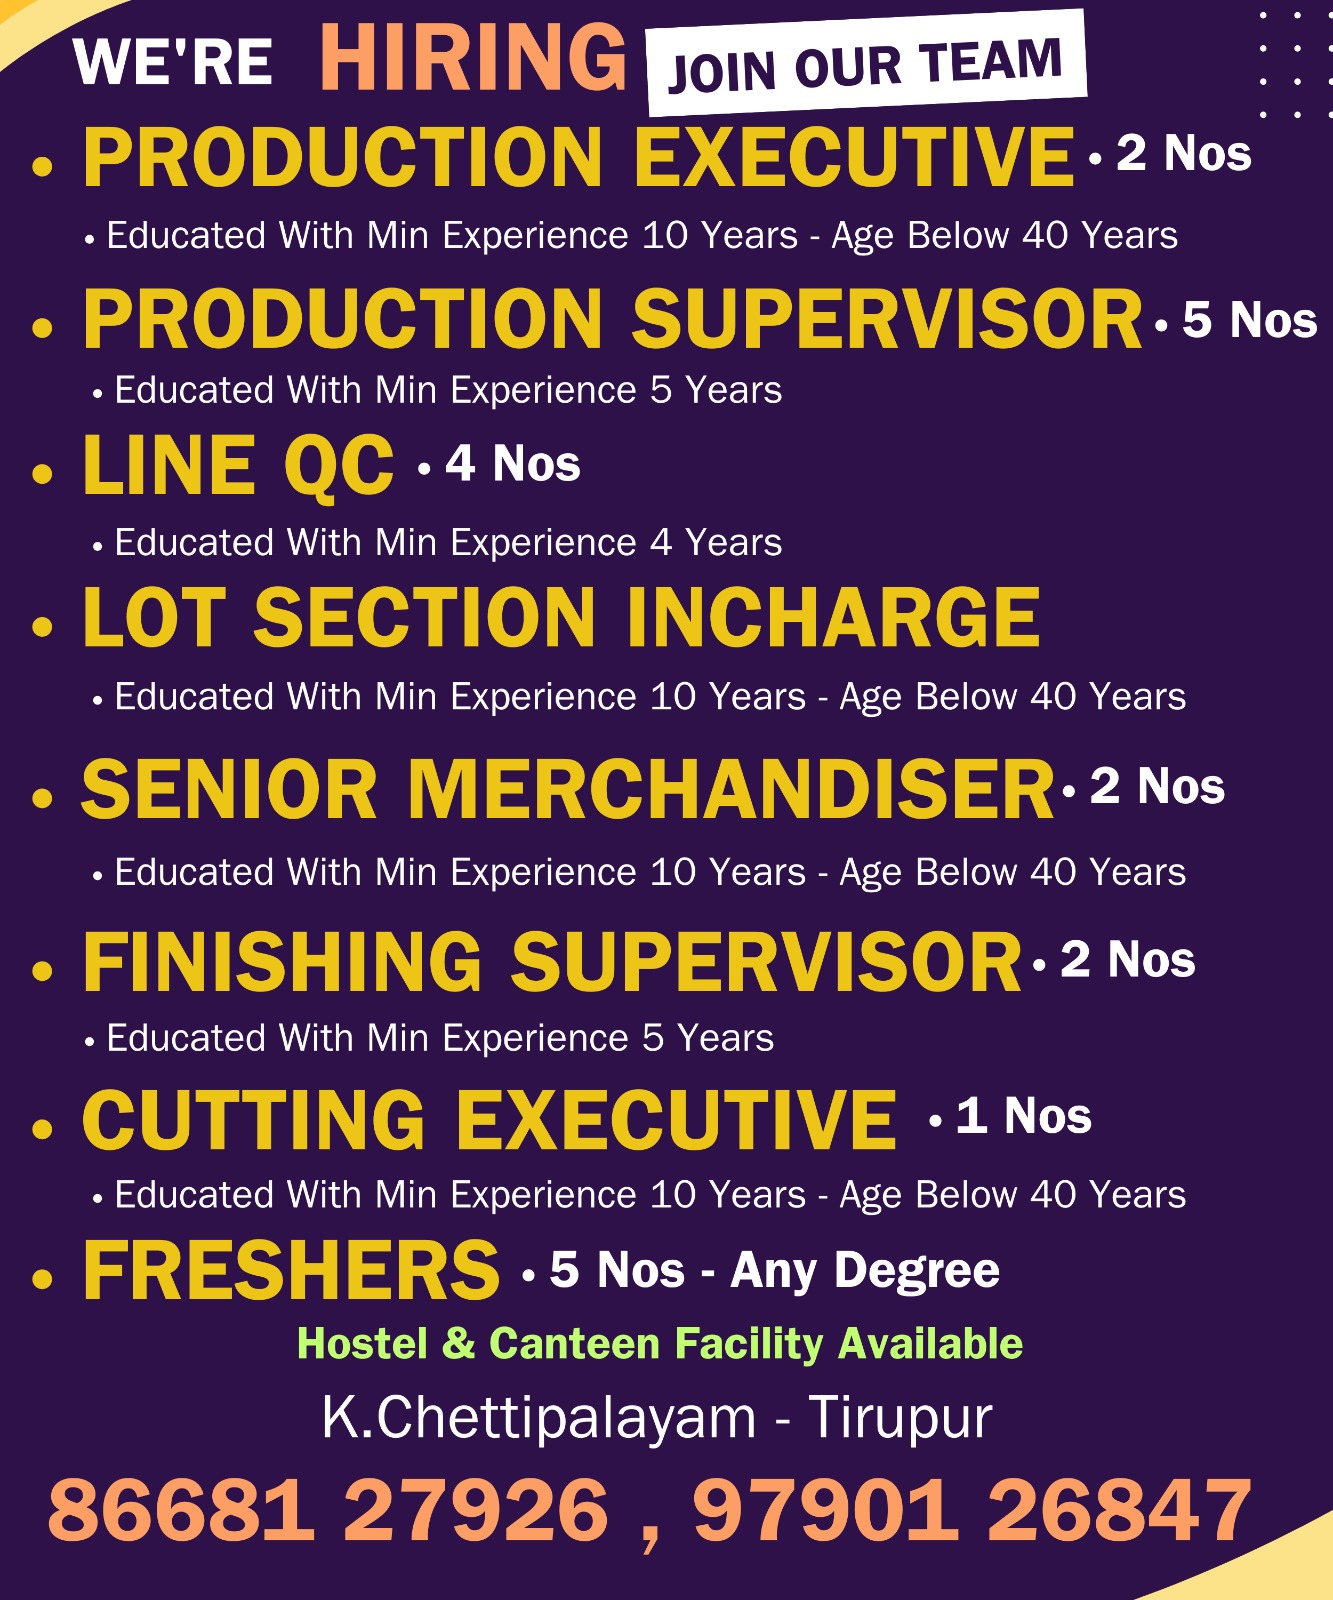 WE'RE HIRING JOIN OUR TEAM
• PRODUCTION EXECUTIVE • 2 Nos
• Educated With Min Experience 10 Years - Age Below 40 Years
• PRODUCTION SUPERVISOR • 5 Nos
• Educated With Min Experience 5 Years
• LINE QC • 4 Nos
• Educated With Min Experience 4 Years
• LOT SECTION INCHARGE
• Educated With Min Experience 10 Years - Age Below 40 Years
• SENIOR MERCHANDISER • 2 Nos
• Educated With Min Experience 10 Years - Age Below 40 Years
• FINISHING SUPERVISOR • 2 Nos
• Educated With Min Experience 5 Years
• CUTTING EXECUTIVE • 1 Nos
• Educated With Min Experience 10 Years - Age Below 40 Years
• FRESHERS • 5 Nos - Any Degree
Hostel & Canteen Facility Available
K.Chettipalayam - Tirupur
86681 27926 , 97901 26847